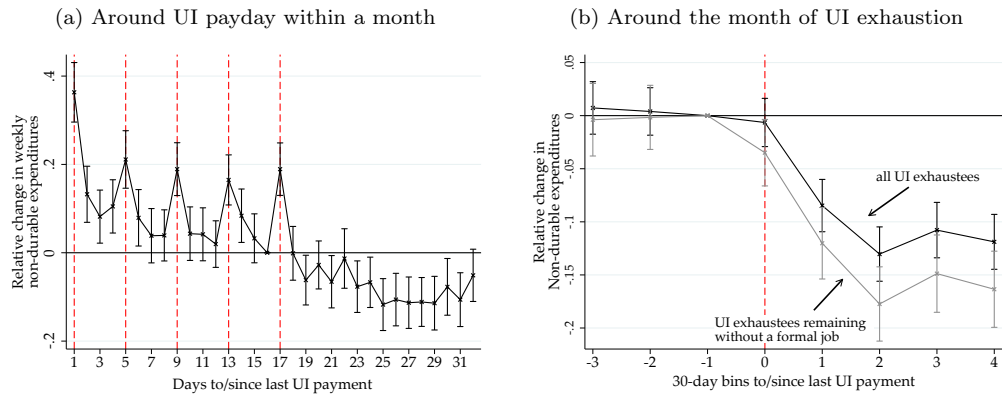 (a) Around UI payday within a month
Relative change in weekly
non-durable expenditures
.4
.2
0
-.2
1 3 5 7 9 11 13 15 17 19 21 23 25 27 29 31
Days to/since last UI payment
(b) Around the month of UI exhaustion
Relative change in
Non-durable expenditures
.05
0
-.05
-.1
-.15
-.2
all UI exhaustees
UI exhaustees remaining
without a formal job
-3 -2 -1 0 1 2 3 4
30-day bins to/since last UI payment